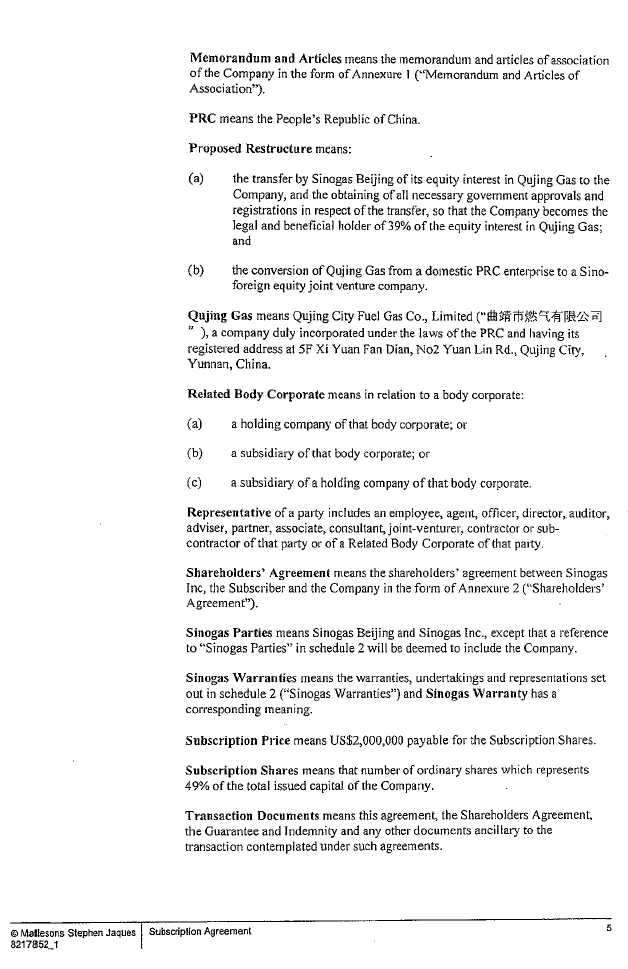 Memorandum and Articles means the memorandum and articles of association
of the Company in the form of Annexure 1 ("Memorandum and Articles of
Association").
PRC means the People's Republic of China.
Proposed Restructure means:
(a) the transfer by Sinogas Beijing of its equity interest in Qujing Gas to the
Company, and the obtaining of all necessary government approvals and
registrations in respect of the transfer, so that the Company becomes the
legal and beneficial holder of 39% of the equity interest in Qujing Gas;
and
(b) the conversion of Qujing Gas from a domestic PRC enterprise to a Sino-
foreign equity joint venture company.
Qujing Gas means Qujing City Fuel Gas Co., Limited ("曲靖市燃气有限公司
" ), a company duly incorporated under the laws of the PRC and having its
registered address at 5F Xi Yuan Fan Dian, No2 Yuan Lin Rd., Qujing City,
Yunnan, China.
Related Body Corporate means in relation to a body corporate:
(a) a holding company of that body corporate; or
(b) a subsidiary of that body corporate; or
(c) a subsidiary of a holding company of that body corporate.
Representative of a party includes an employee, agent, officer, director, auditor,
adviser, partner, associate, consultant, joint-venturer, contractor or sub-
contractor of that party or of a Related Body Corporate of that party.
Shareholders' Agreement means the shareholders' agreement between Sinogas
Inc, the Subscriber and the Company in the form of Annexure 2 ("Shareholders'
Agreement").
Sinogas Parties means Sinogas Beijing and Sinogas Inc., except that a reference
to "Sinogas Parties" in schedule 2 will be deemed to include the Company.
Sinogas Warranties means the warranties, undertakings and representations set
out in schedule 2 ("Sinogas Warranties") and Sinogas Warranty has a
corresponding meaning.
Subscription Price means US$2,000,000 payable for the Subscription Shares.
Subscription Shares means that number of ordinary shares which represents
49% of the total issued capital of the Company.
Transaction Documents means this agreement, the Shareholders Agreement,
the Guarantee and Indemnity and any other documents ancillary to the
transaction contemplated under such agreements.
© Mallesons Stephen Jaques Subscription Agreement 5
8217852_1